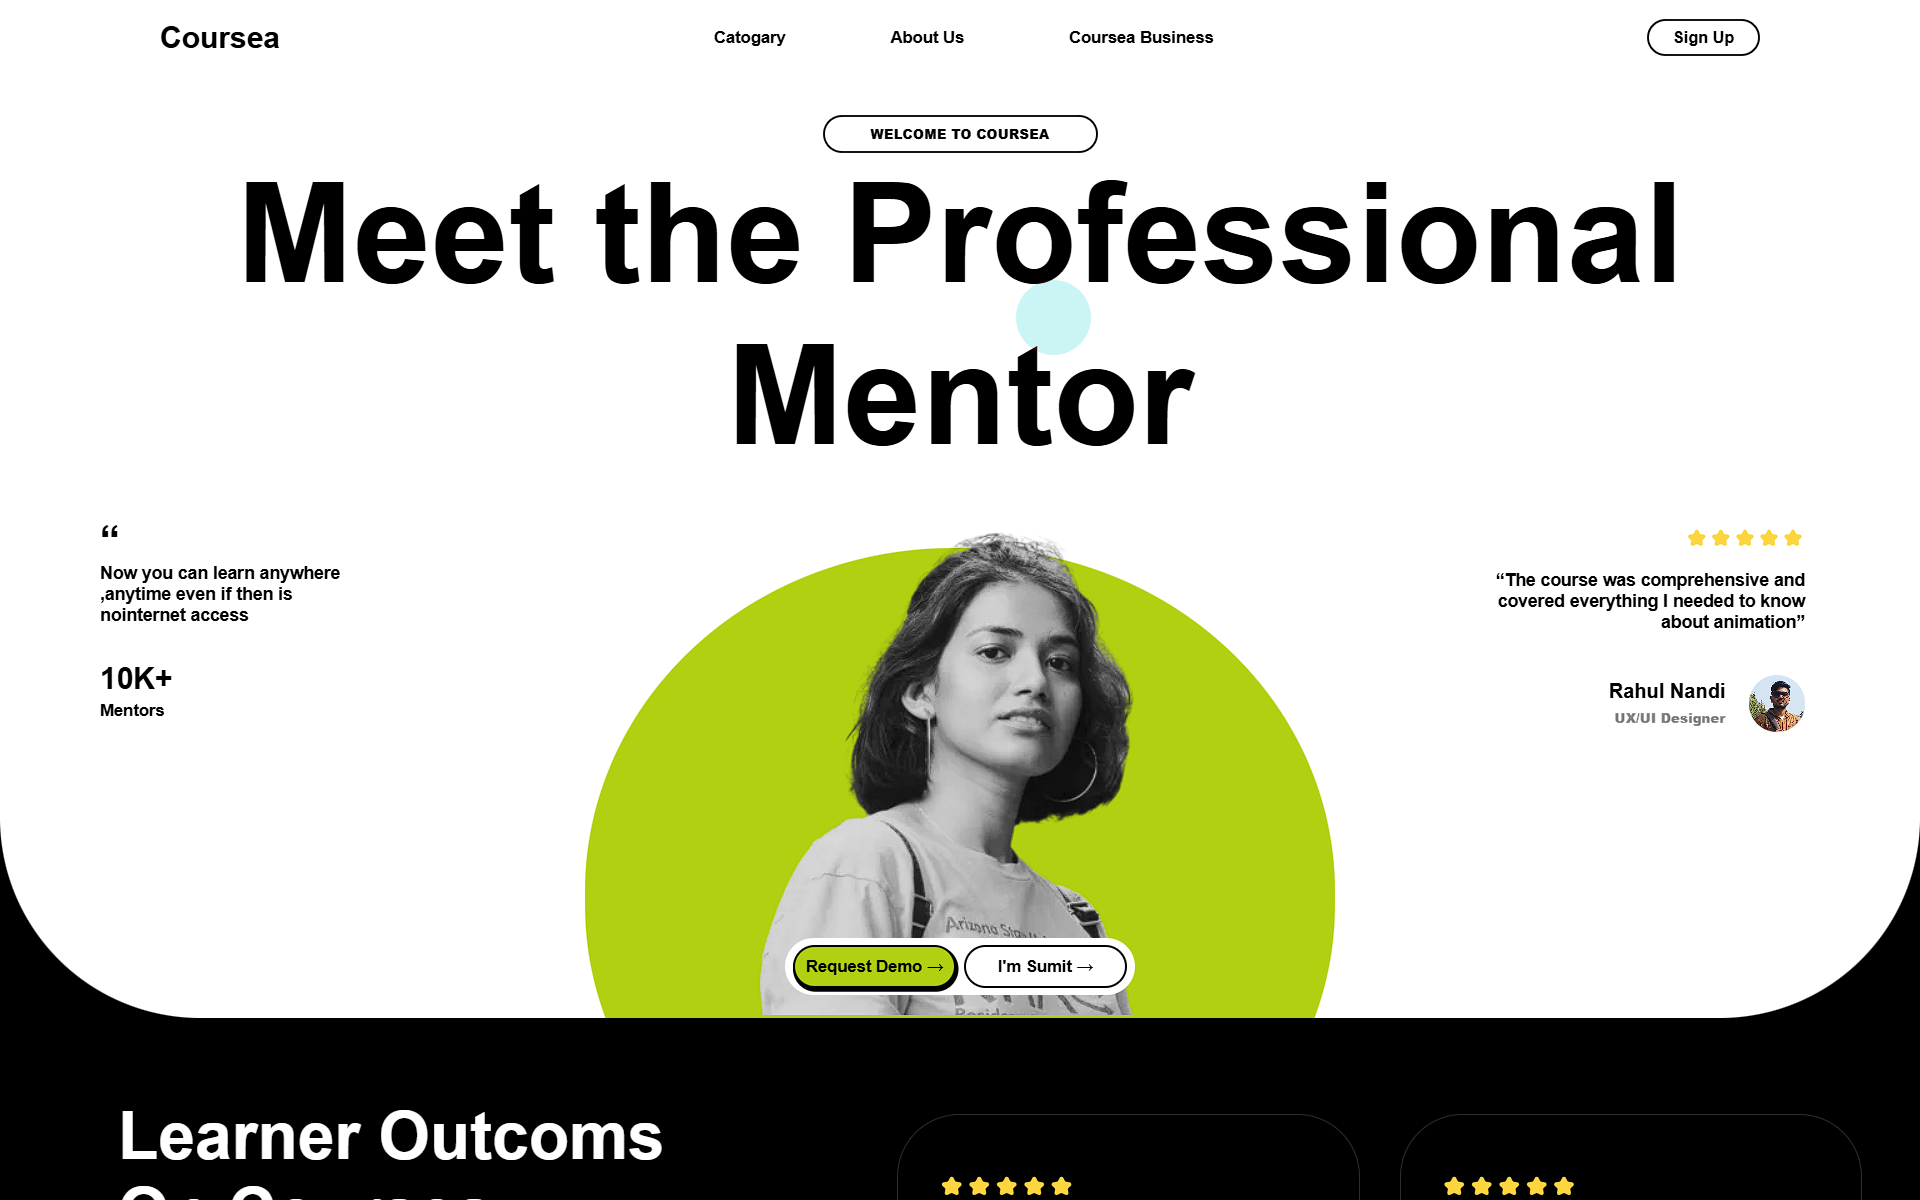 Coursea
Catogary
About Us
Coursea Business
Sign Up
WELCOME TO COURSEA
Meet the Professional
Mentor
“
Now you can learn anywhere
,anytime even if then is
nointernet access
10K+
Mentors
“The course was comprehensive and
covered everything I needed to know
about animation”
Rahul Nandi
UX/UI Designer
Arizona
Request Demo →
I'm Sumit →
Learner Outcoms